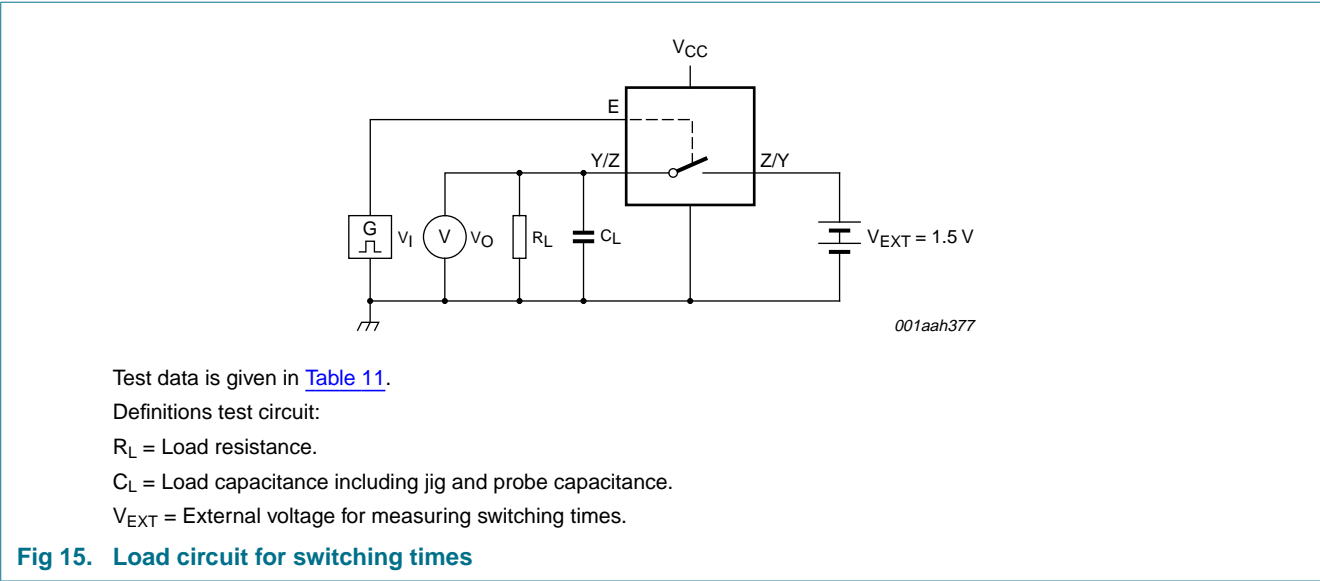 VCC
E
Y/Z
Z/Y
G
VI
V
VO
RL
CL
VEXT = 1.5 V
001aah377
Test data is given in Table 11.
Definitions test circuit:
RL = Load resistance.
CL = Load capacitance including jig and probe capacitance.
VEXT = External voltage for measuring switching times.
Fig 15. Load circuit for switching times